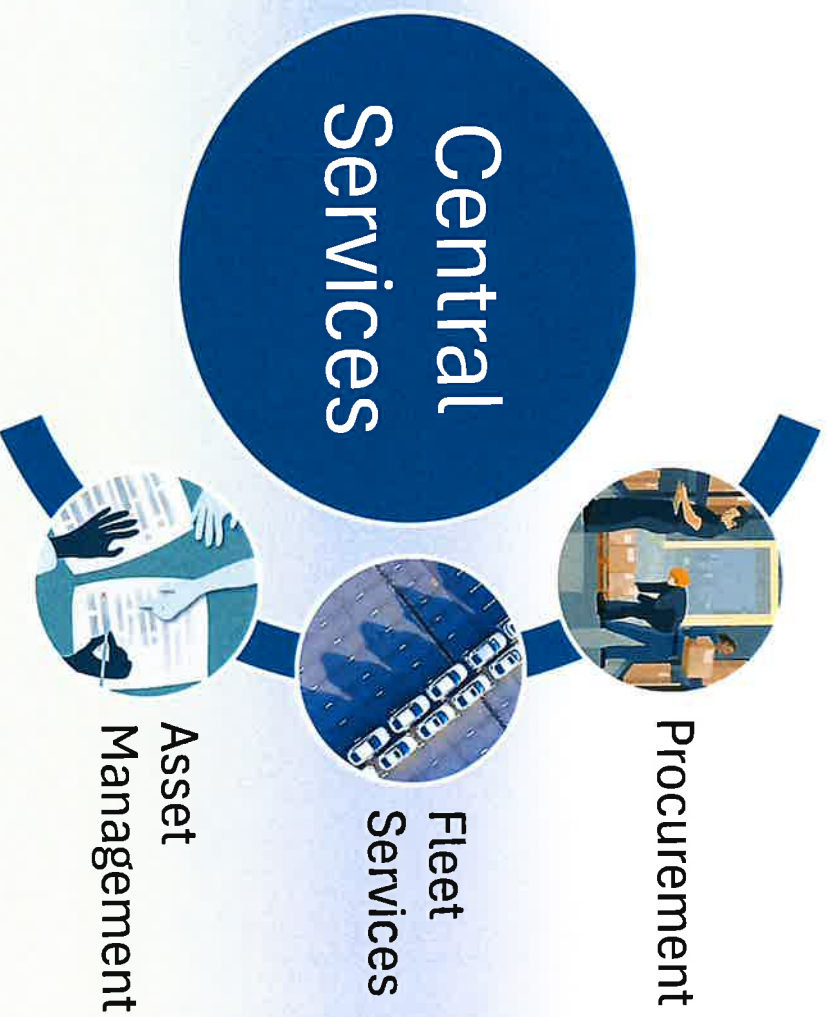 Central
Services
Procurement
Fleet
Services
Asset
Management